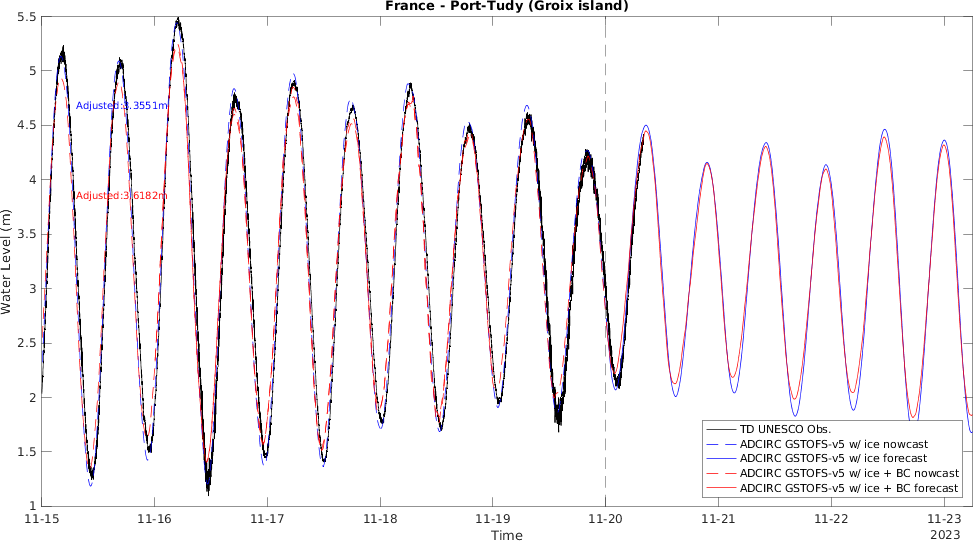 France - Port-Tudy (Groix island)
5.5
5
4.5
4
3.5
3
2.5
2
1.5
1
Water Level (m)
Adjusted:3.3551m
Adjusted:3.6182m
TD UNESCO Obs.
ADCIRC GSTOFS-v5 w/ ice nowcast
ADCIRC GSTOFS-v5 w/ ice forecast
ADCIRC GSTOFS-v5 w/ ice + BC nowcast
ADCIRC GSTOFS-v5 w/ ice + BC forecast
11-15 11-16 11-17 11-18 11-19 11-20 11-21 11-22 11-23
Time
2023